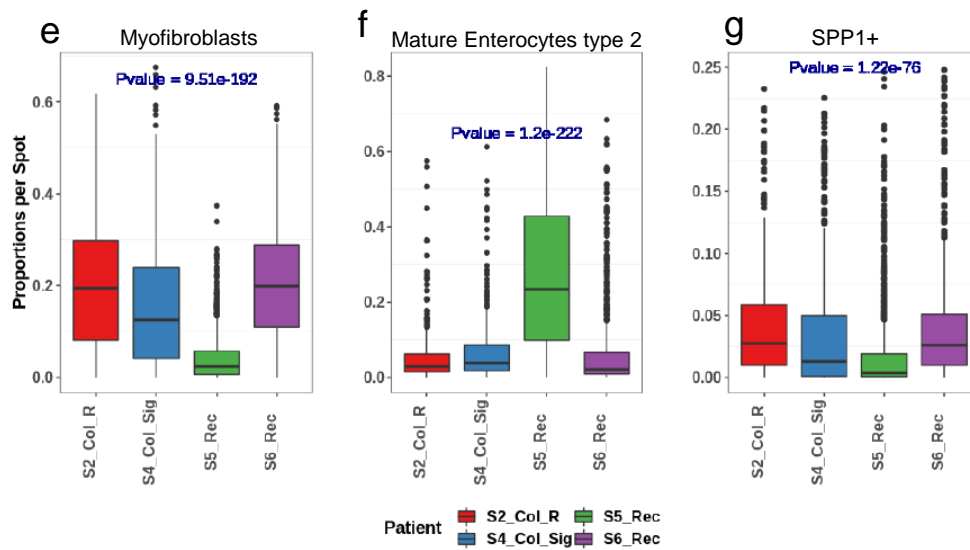 e
Myofibroblasts
Pvalue = 9.51e-192
Proportions per Spot
0.6
0.4
0.2
0.0
S2_Col_R
S4_Col_Sig
S5_Rec
S6_Rec
f
Mature Enterocytes type 2
Pvalue = 1.2e-222
0.8
0.6
0.4
0.2
0.0
S2_Col_R
S4_Col_Sig
S5_Rec
S6_Rec
g
SPP1+
Pvalue = 1.22e-76
0.25
0.20
0.15
0.10
0.05
0.00
S2_Col_R
S4_Col_Sig
S5_Rec
S6_Rec
Patient
S2_Col_R
S5_Rec
S4_Col_Sig
S6_Rec